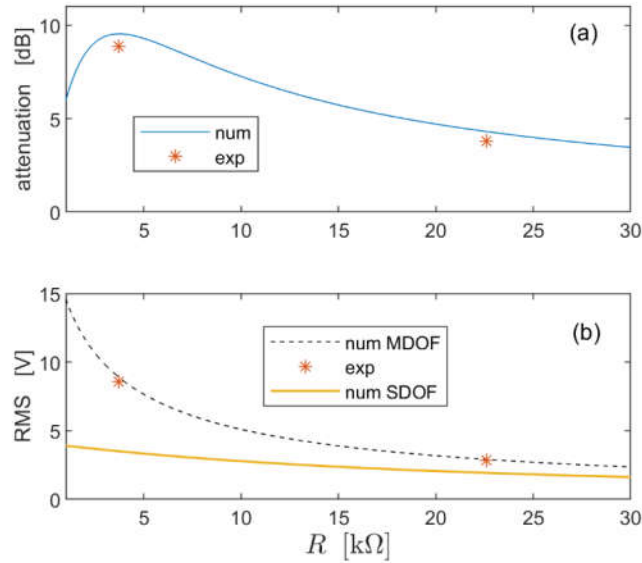 10
(a)
attenuation [dB]
5
num
exp
0
5 10 15 20 25 30
15
(b)
num MDOF
10
exp
RMS [V]
num SDOF
5
0
5 10 15 20 25 30
R [kΩ]